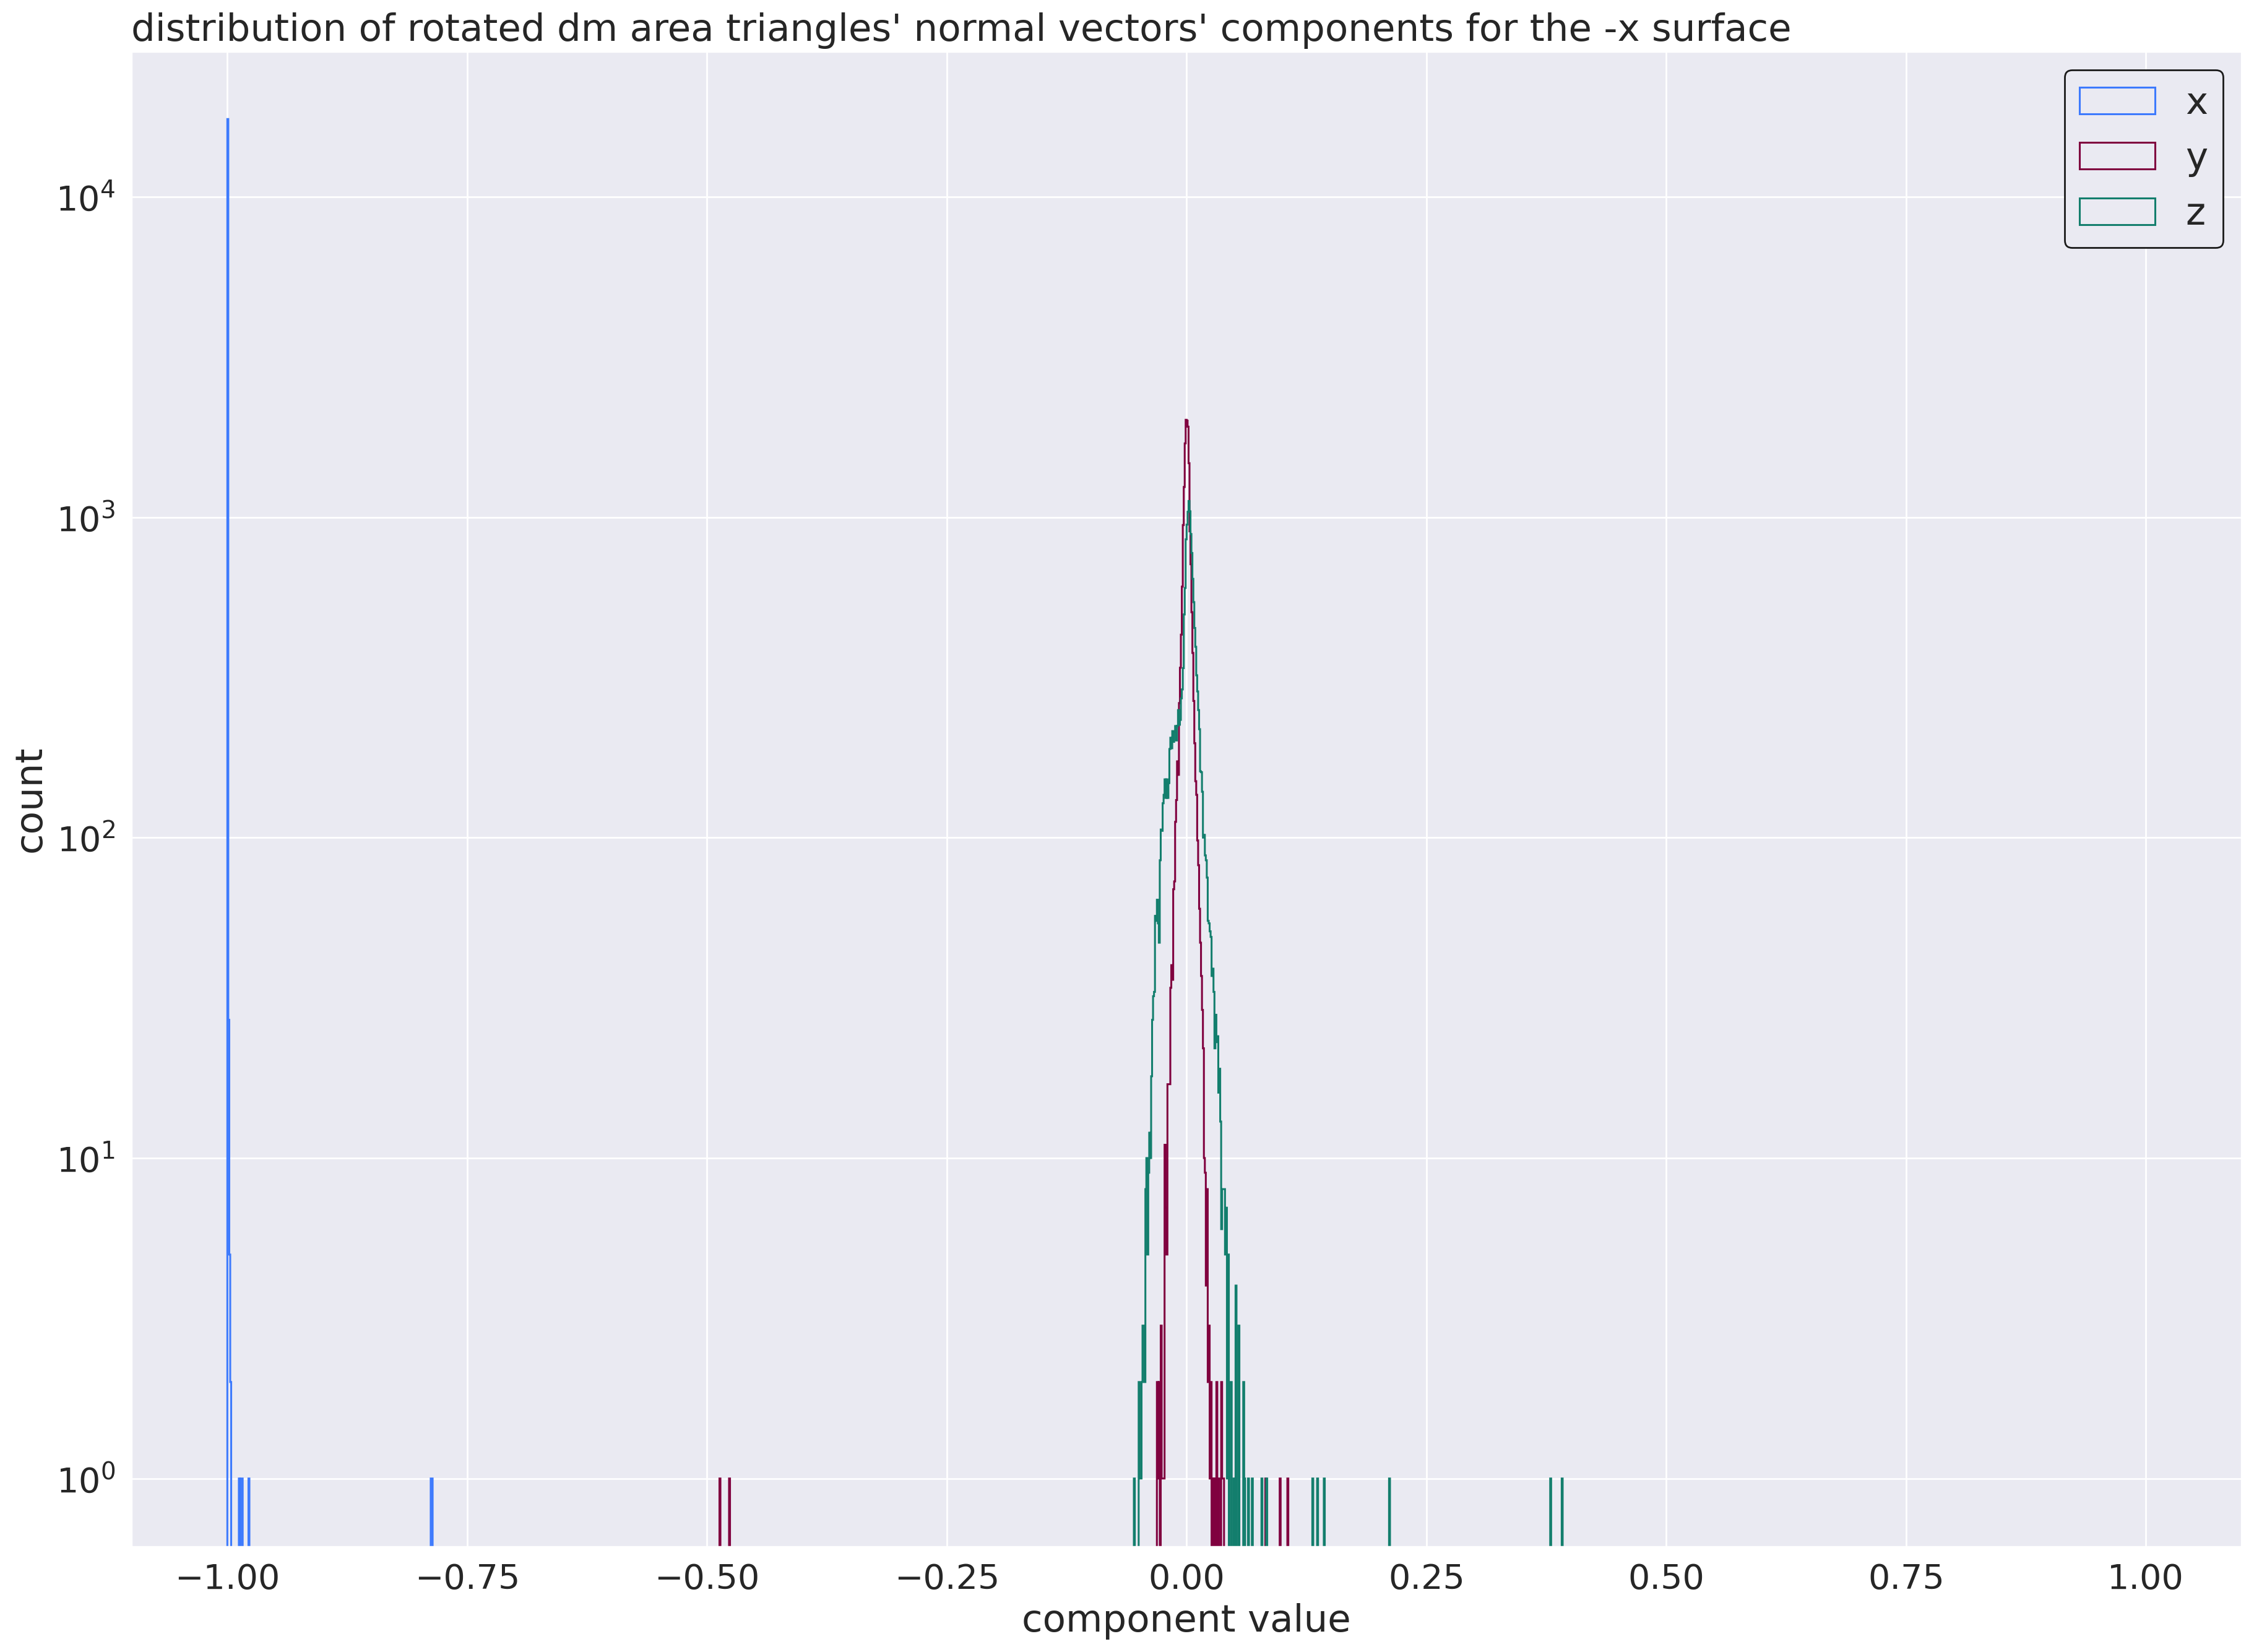 distribution of rotated dm area triangles' normal vectors' components for the -x surface
x
y
z
10⁴
10³
10²
10¹
10⁰
count
−1.00 −0.75 −0.50 −0.25 0.00 0.25 0.50 0.75 1.00
component value